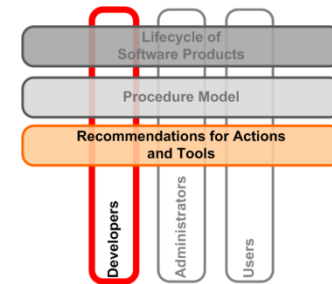 Lifecycle of
Software Products
Procedure Model
Recommendations for Actions
and Tools
Developers
Administrators
Users